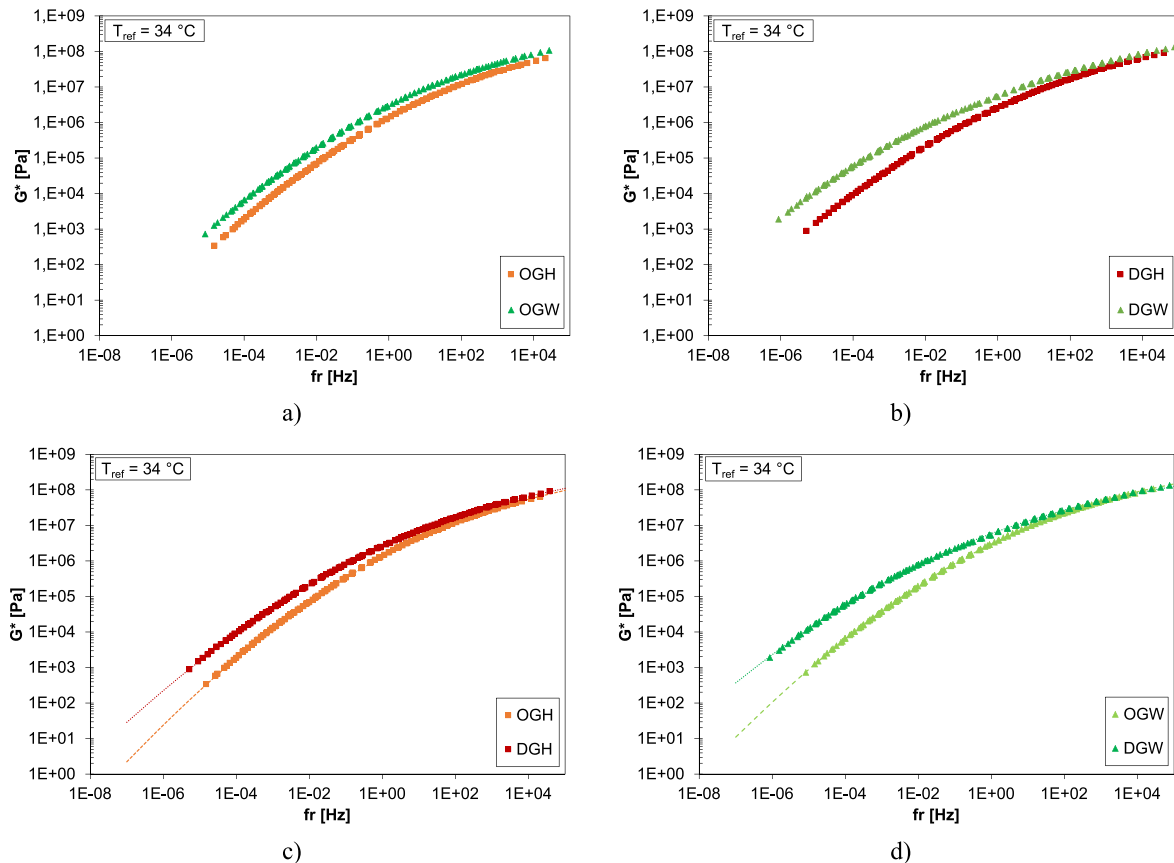 T_ref = 34 °C
G* [Pa]
1,E+09
1,E+08
1,E+07
1,E+06
1,E+05
1,E+04
1,E+03
1,E+02
1,E+01
1,E+00
1E-08 1E-06 1E-04 1E-02 1E+00 1E+02 1E+04
fr [Hz]
OGH
OGW
a)
T_ref = 34 °C
G* [Pa]
1,E+09
1,E+08
1,E+07
1,E+06
1,E+05
1,E+04
1,E+03
1,E+02
1,E+01
1,E+00
1E-08 1E-06 1E-04 1E-02 1E+00 1E+02 1E+04
fr [Hz]
DGH
DGW
b)
T_ref = 34 °C
G* [Pa]
1E+09
1E+08
1E+07
1E+06
1E+05
1E+04
1E+03
1E+02
1E+01
1E+00
1E-08 1E-06 1E-04 1E-02 1E+00 1E+02 1E+04
fr [Hz]
OGH
DGH
c)
T_ref = 34 °C
G* [Pa]
1E+09
1E+08
1E+07
1E+06
1E+05
1E+04
1E+03
1E+02
1E+01
1E+00
1E-08 1E-06 1E-04 1E-02 1E+00 1E+02 1E+04
fr [Hz]
OGW
DGW
d)